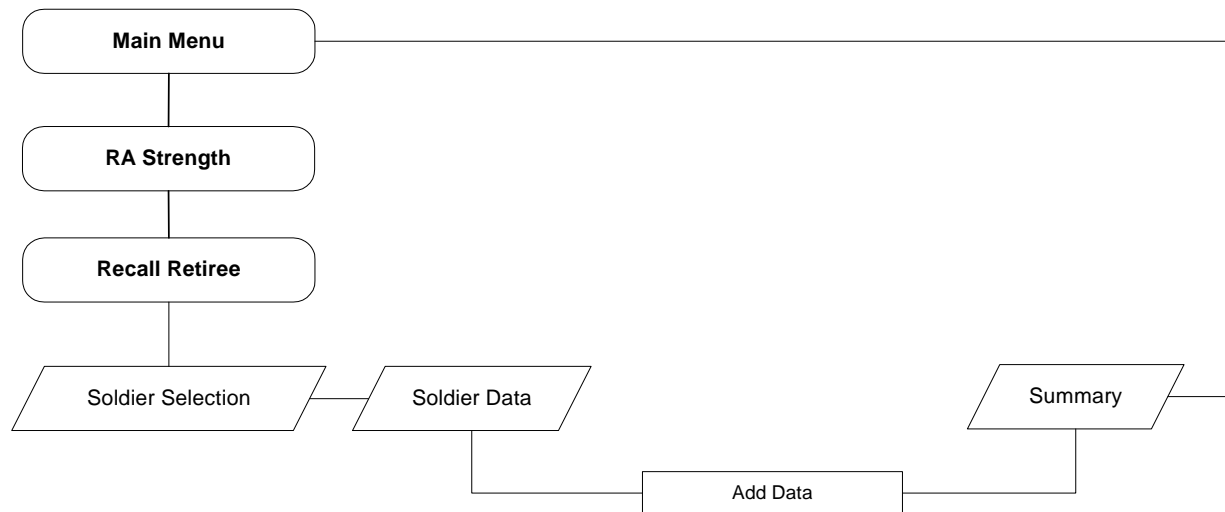 Main Menu
RA Strength
Recall Retiree
Soldier Selection
Soldier Data
Summary
Add Data